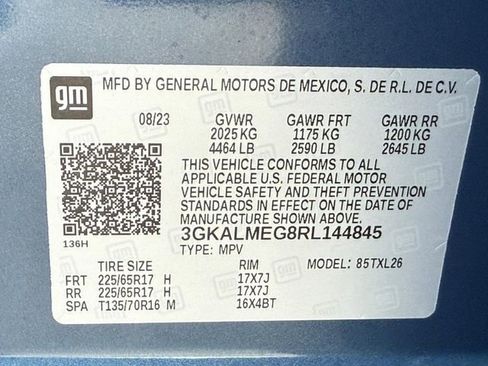 gm MFD BY GENERAL MOTORS DE MEXICO, S. DE R.L. DE C.V.
08/23 GVWR GAWR FRT GAWR RR
2025 KG 1175 KG 1200 KG
4464 LB 2590 LB 2645 LB
THIS VEHICLE CONFORMS TO ALL
APPLICABLE U.S. FEDERAL MOTOR
VEHICLE SAFETY AND THEFT PREVENTION
STANDARDS IN EFFECT ON THE DATE OF
MANUFACTURE SHOWN ABOVE.
3GKALMEG8RL144845
136H TYPE: MPV
TIRE SIZE RIM MODEL: 85TXL26
FRT 225/65R17 H 17X7J
RR 225/65R17 H 17X7J
SPA T135/70R16 M 16X4BT